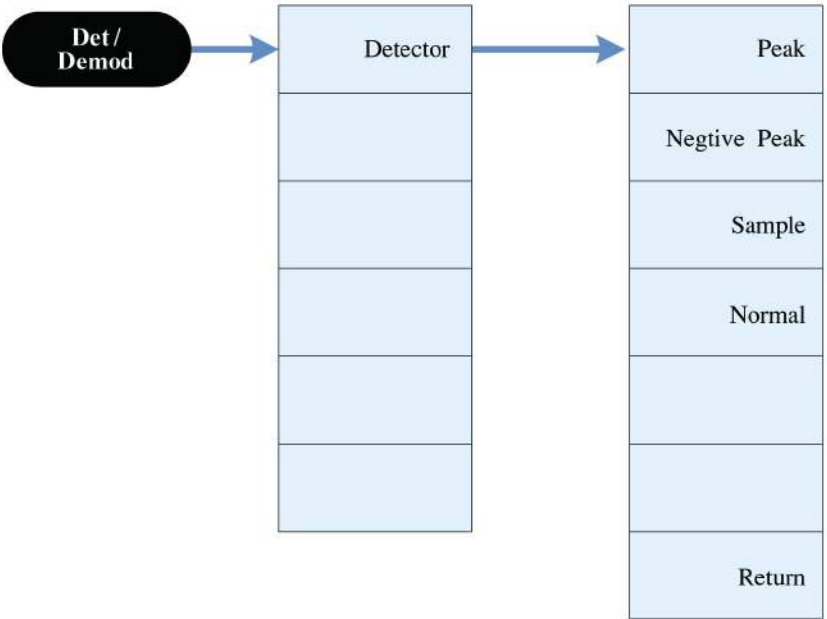 Det /
Demod
Detector
Peak
Negtive Peak
Sample
Normal
Return